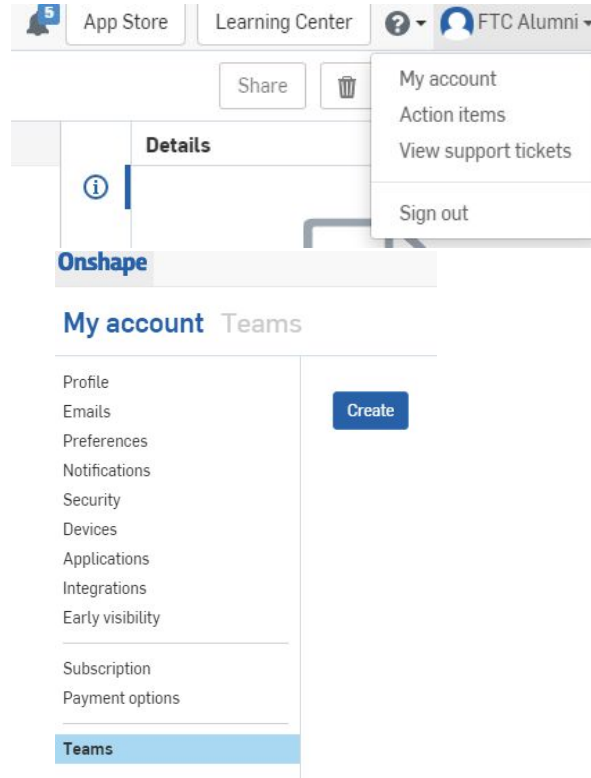 5 App Store Learning Center FTC Alumni
Share
My account
Action items
View support tickets
Sign out
Details
Onshape
My account Teams
Profile
Emails
Preferences
Notifications
Security
Devices
Applications
Integrations
Early visibility
Subscription
Payment options
Teams
Create